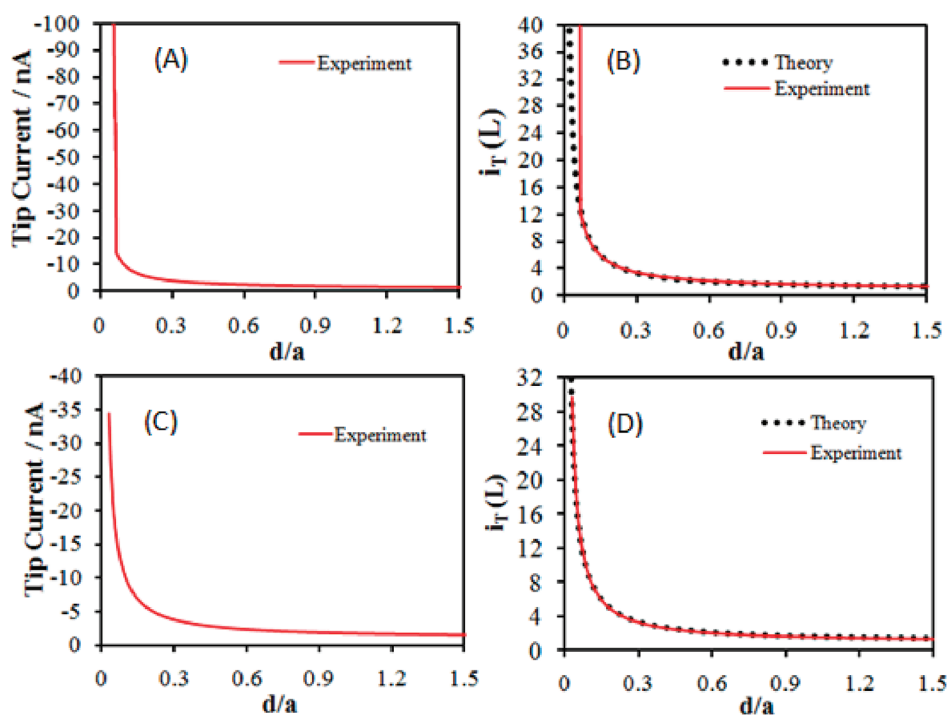 -100
-90
-80
-70
-60
-50
-40
-30
-20
-10
0
Tip Current / nA
(A)
Experiment
0 0.3 0.6 0.9 1.2 1.5
d/a
40
36
32
28
24
20
16
12
8
4
0
i_T (L)
(B)
Theory
Experiment
0 0.3 0.6 0.9 1.2 1.5
d/a
-40
-35
-30
-25
-20
-15
-10
-5
0
Tip Current / nA
(C)
Experiment
0 0.3 0.6 0.9 1.2 1.5
d/a
32
28
24
20
16
12
8
4
0
i_T (L)
(D)
Theory
Experiment
0 0.3 0.6 0.9 1.2 1.5
d/a